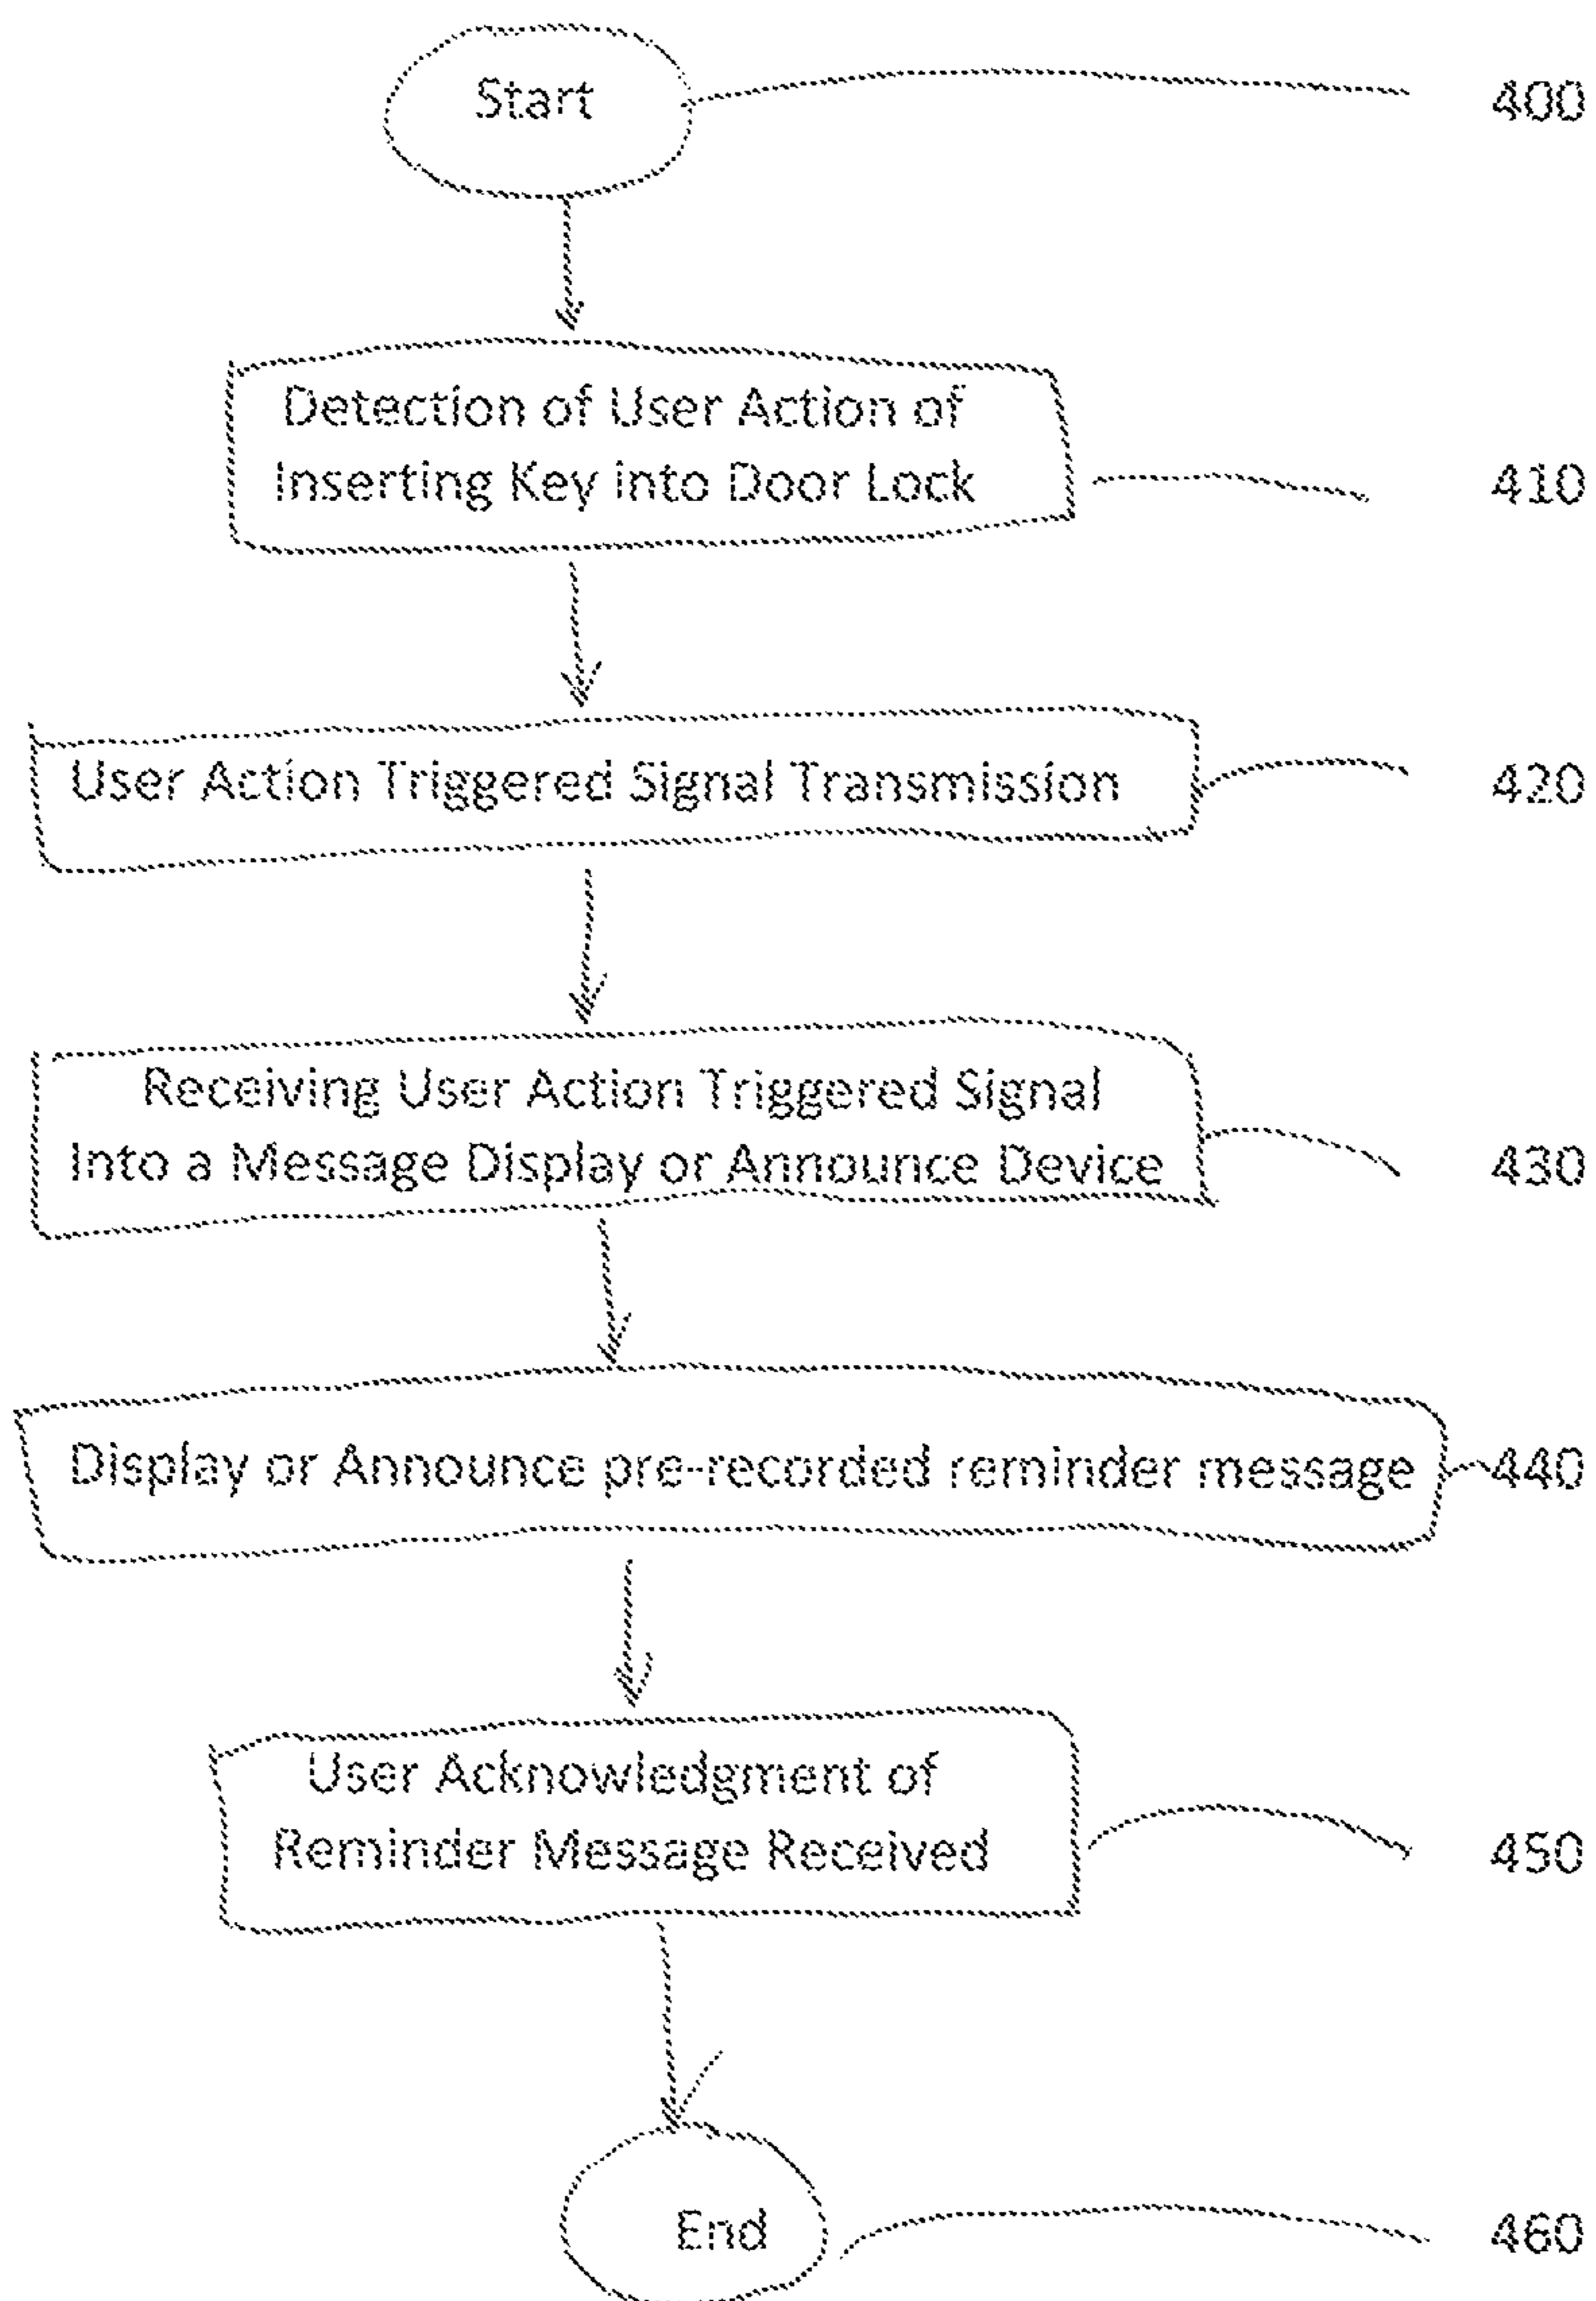 Start
400
Detection of User Action of
Inserting Key into Door Lock
410
User Action Triggered Signal Transmission
420
Receiving User Action Triggered Signal
Into a Message Display or Announce Device
430
Display or Announce pre-recorded reminder message
440
User Acknowledgment of
Reminder Message Received
450
End
460